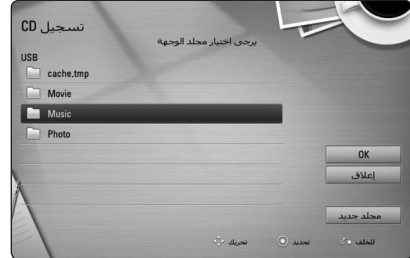 تسجيل CD
يرجى اختيار مجلد الوجهة
USB
cache.tmp
Movie
Music
Photo
OK
إغلاق
مجلد جديد
تحريك تحديد للخلف